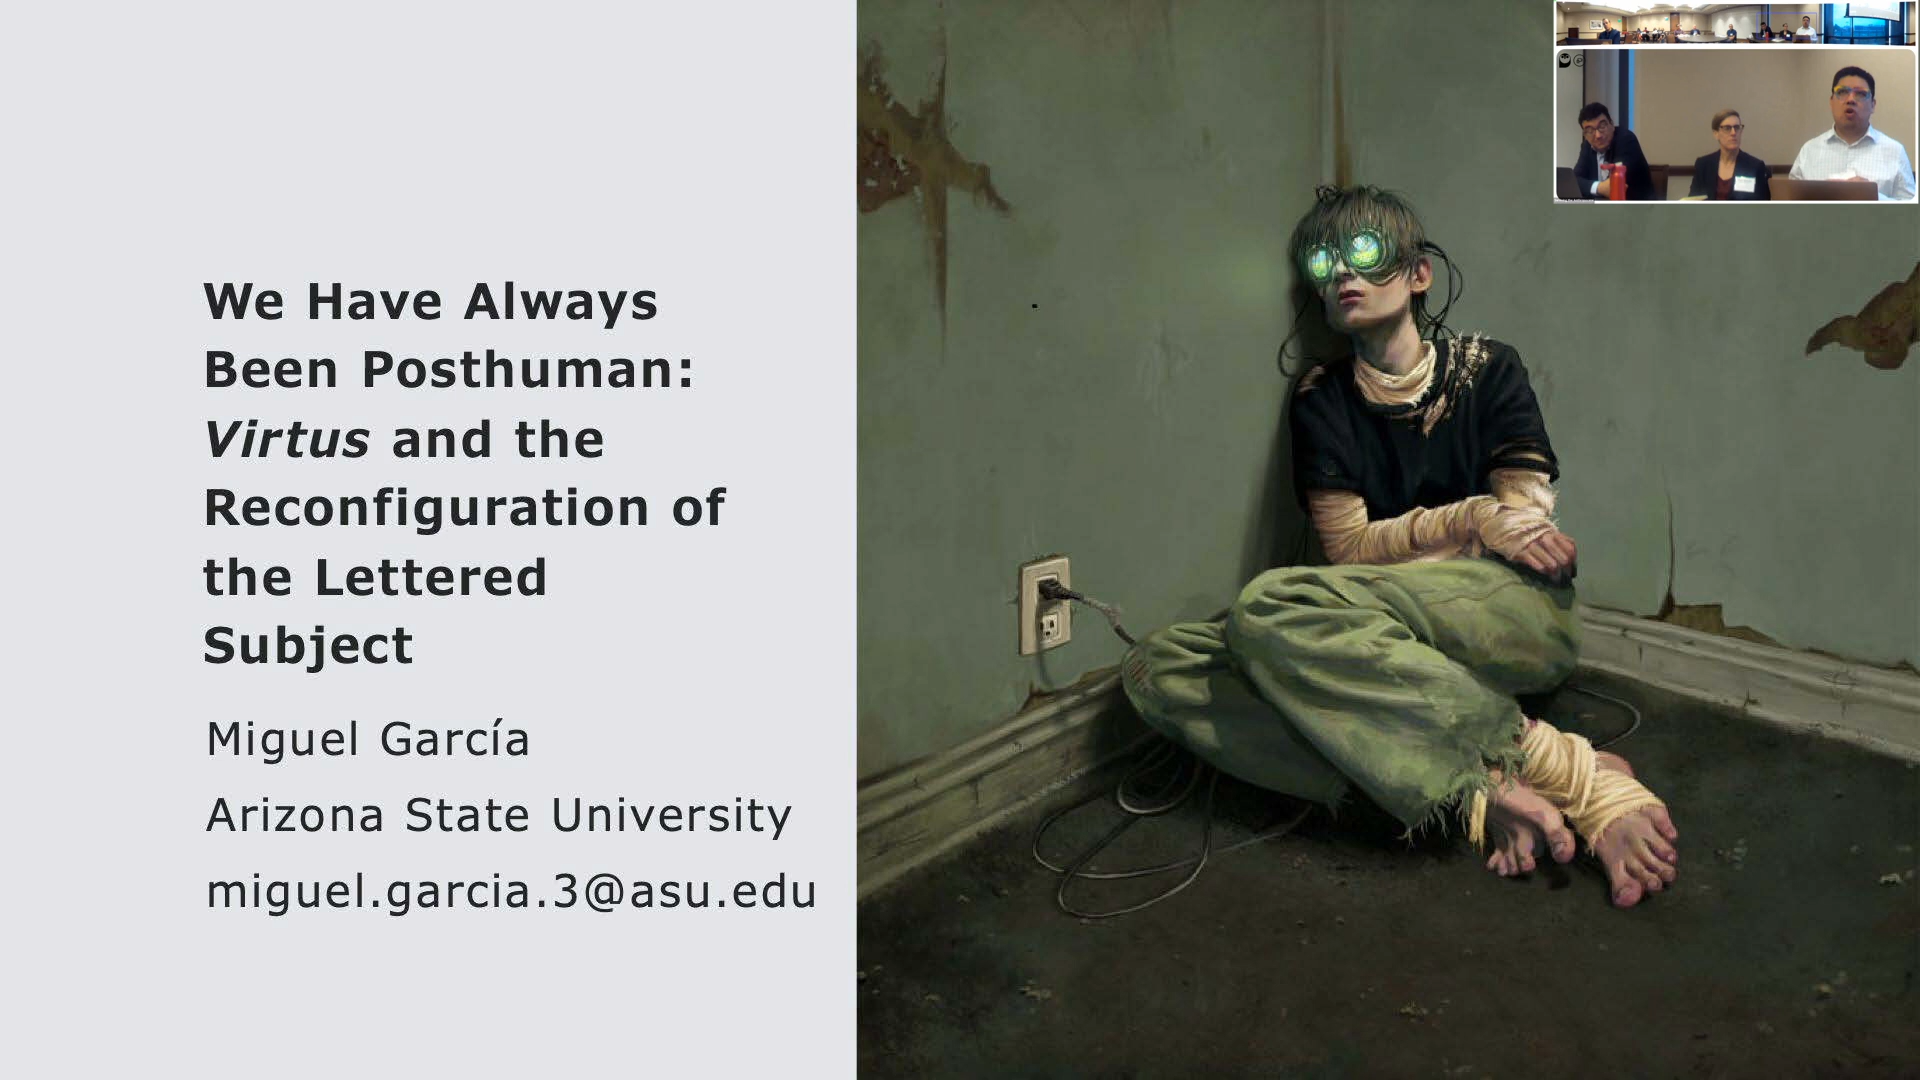 We Have Always
Been Posthuman:
Virtus and the
Reconfiguration of
the Lettered
Subject
Miguel García
Arizona State University
miguel.garcia.3@asu.edu